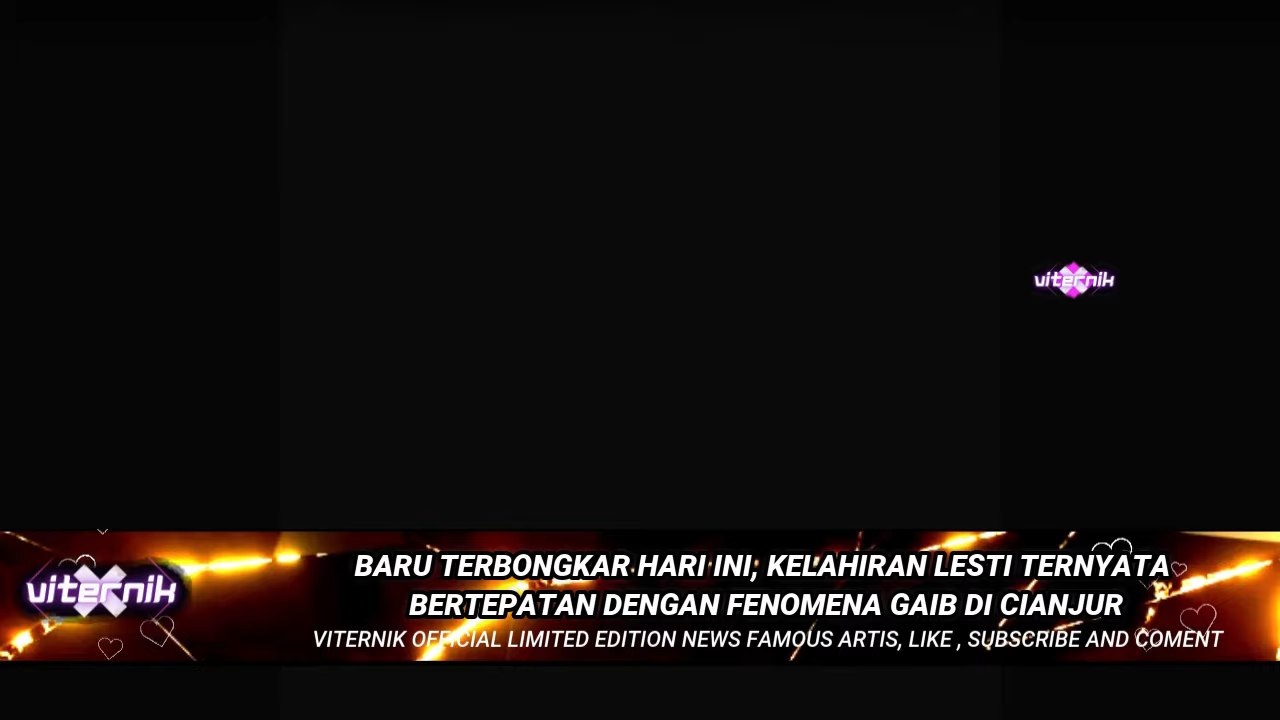 viternik
viternik
BARU TERBONGKAR HARI INI, KELAHIRAN LESTI TERNYATA
BERTEPATAN DENGAN FENOMENA GAIB DI CIANJUR
VITERNIK OFFICIAL LIMITED EDITION NEWS FAMOUS ARTIS, LIKE , SUBSCRIBE AND COMENT